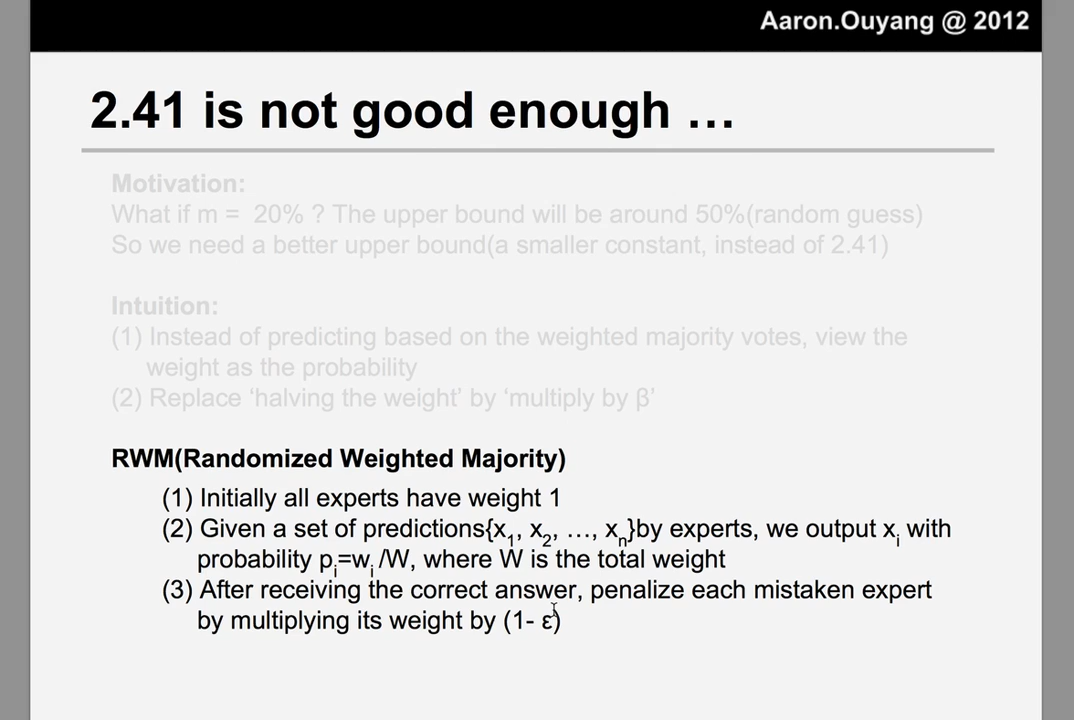 Aaron.Ouyang @ 2012
2.41 is not good enough …
Motivation:
What if m =  20% ? The upper bound will be around 50%(random guess)
So we need a better upper bound(a smaller constant, instead of 2.41)
Intuition:
(1) Instead of predicting based on the weighted majority votes, view the
weight as the probability
(2) Replace ‘halving the weight’ by ‘multiply by β’
RWM(Randomized Weighted Majority)
(1) Initially all experts have weight 1
(2) Given a set of predictions{x₁, x₂, …, xₙ}by experts, we output xᵢ with
probability pᵢ=wᵢ /W, where W is the total weight
(3) After receiving the correct answer, penalize each mistaken expert
by multiplying its weight by (1- ε)